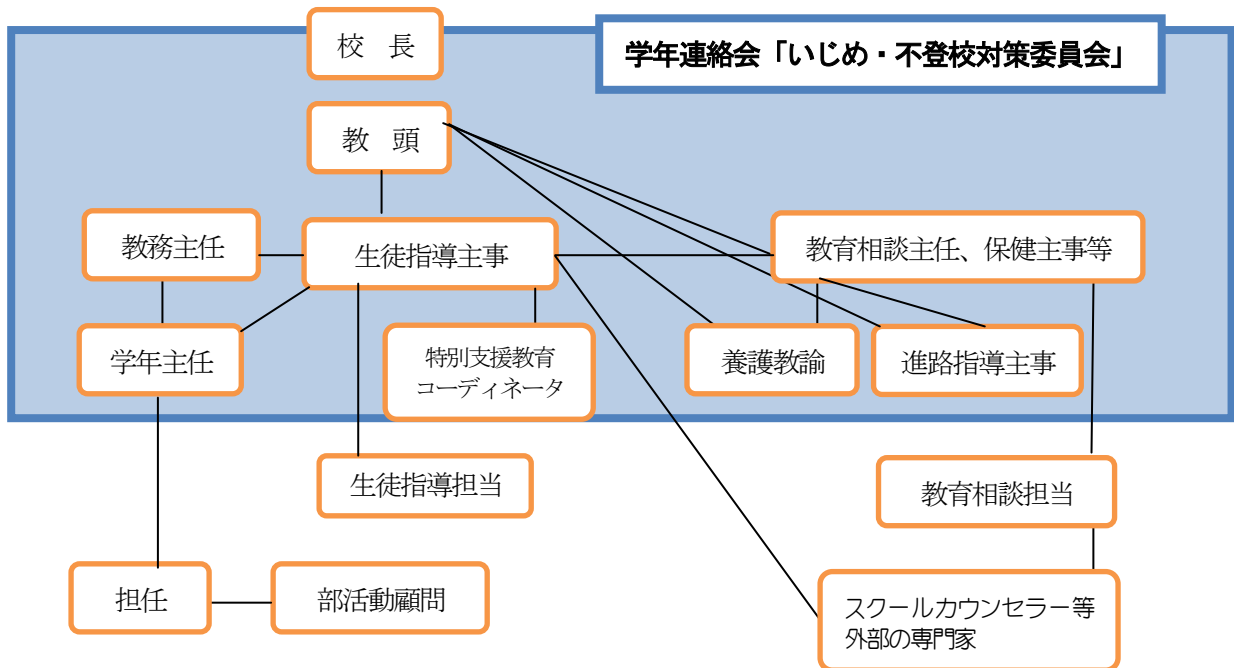 校　長
学年連絡会「いじめ・不登校対策委員会」
教　頭
教務主任
生徒指導主事
教育相談主任、保健主事等
学年主任
特別支援教育
コーディネータ
養護教諭
進路指導主事
生徒指導担当
教育相談担当
担任
部活動顧問
スクールカウンセラー等
外部の専門家